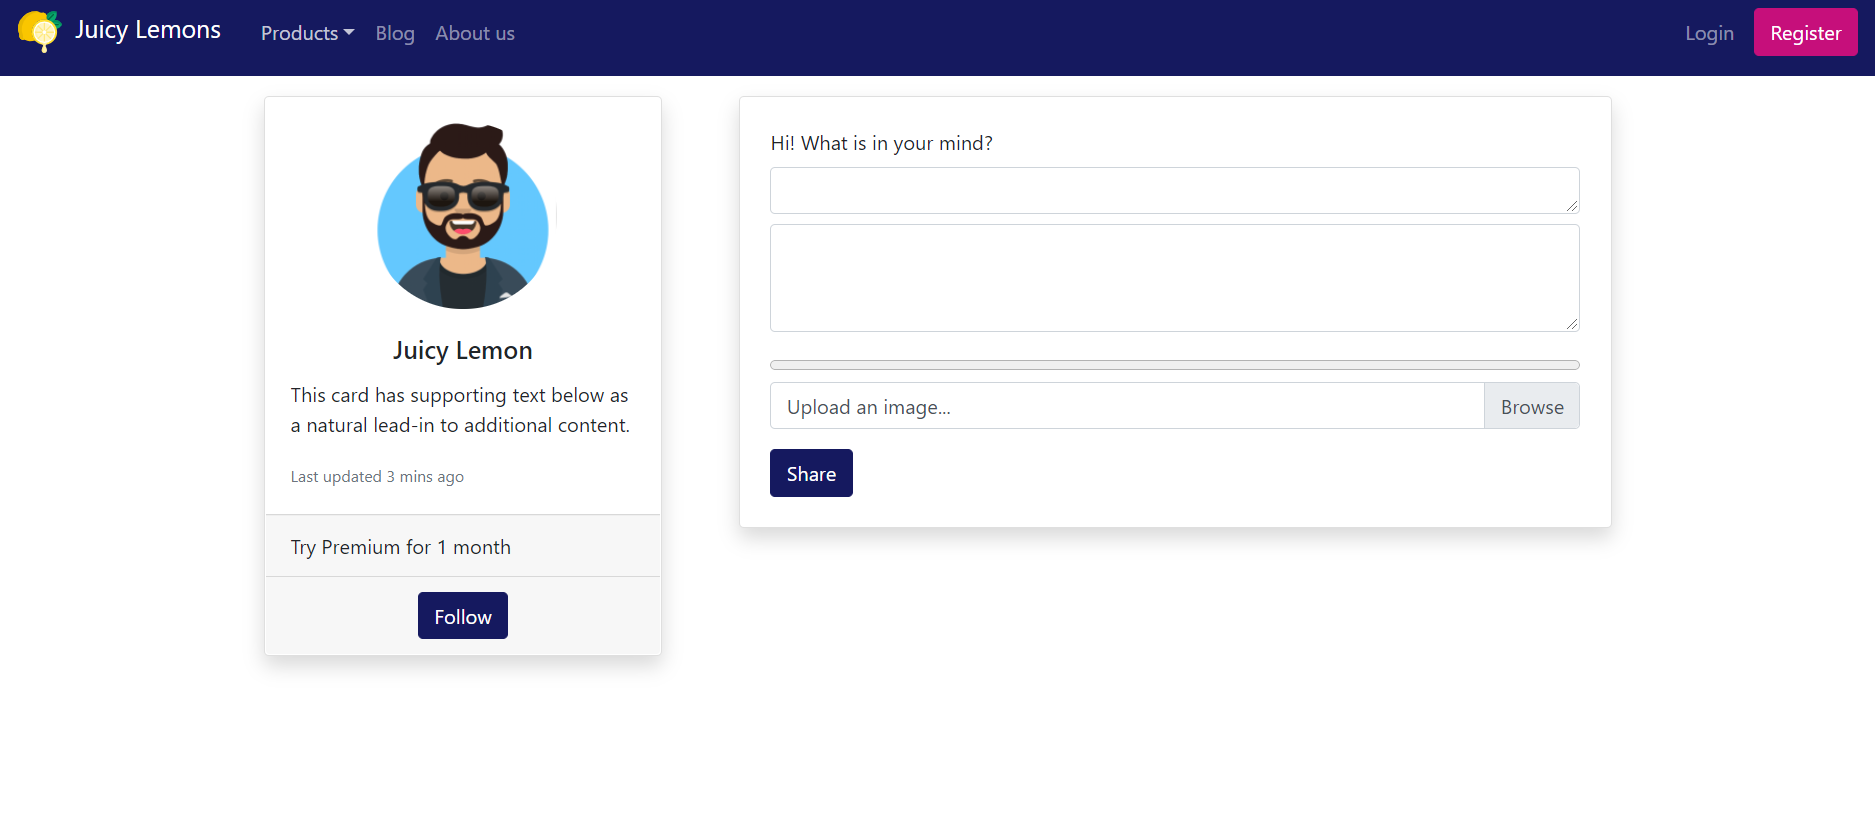 Juicy Lemons
Products
Blog
About us
Login
Register
Juicy Lemon
This card has supporting text below as
a natural lead-in to additional content.
Last updated 3 mins ago
Try Premium for 1 month
Follow
Hi! What is in your mind?
Upload an image...
Browse
Share